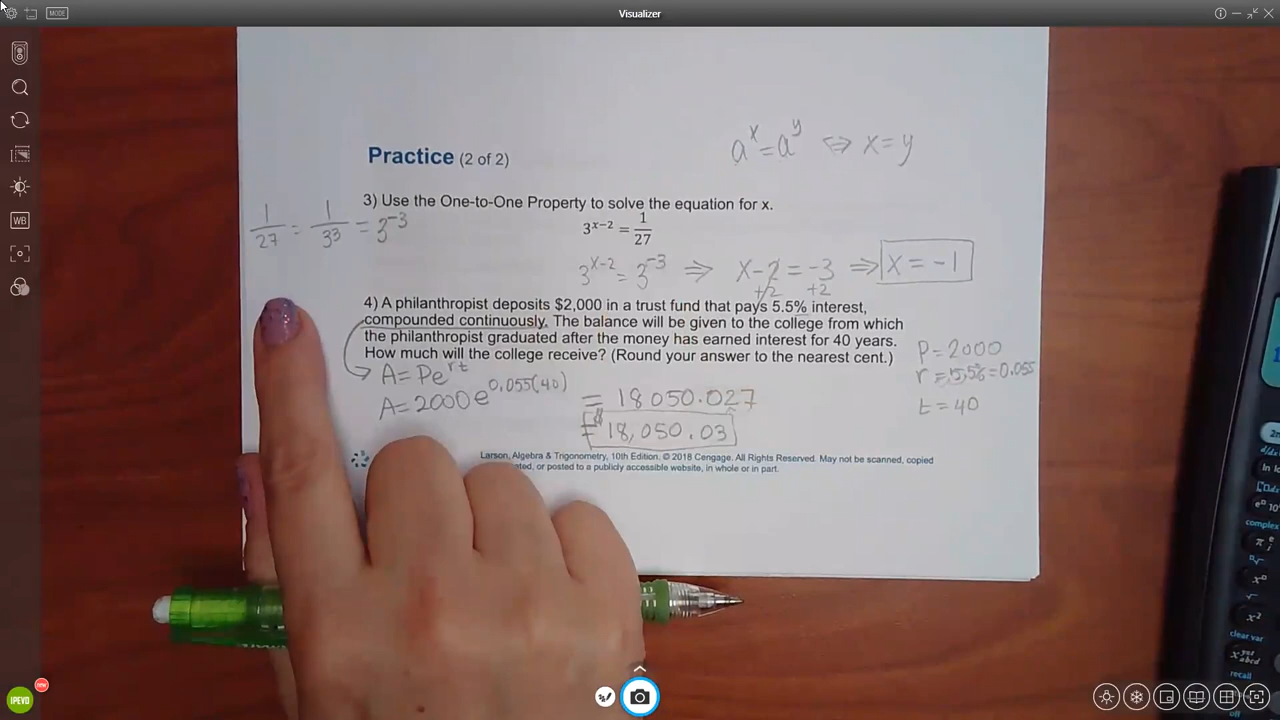 MODE
Visualizer
WB
a^x = a^y ⇔ x = y
Practice (2 of 2)
3) Use the One-to-One Property to solve the equation for x.
1/27 = 1/3^3 = 3^-3
3^(x−2) = 1/27
3^(x-2) = 3^-3 ⇒ x-2 = -3 ⇒ x = -1
+2 +2
4) A philanthropist deposits $2,000 in a trust fund that pays 5.5% interest,
compounded continuously. The balance will be given to the college from which
the philanthropist graduated after the money has earned interest for 40 years.
How much will the college receive? (Round your answer to the nearest cent.)
P = 2000
r = 5.5% = 0.055
t = 40
A = Pe^rt
A = 2000e^0.055(40) = 18050.027
= $18,050.03
Larson, Algebra & Trigonometry, 10th Edition. © 2018 Cengage. All Rights Reserved. May not be scanned, copied
or posted to a publicly accessible website, in whole or in part.
complex
π
clear var
recall
IPEVO